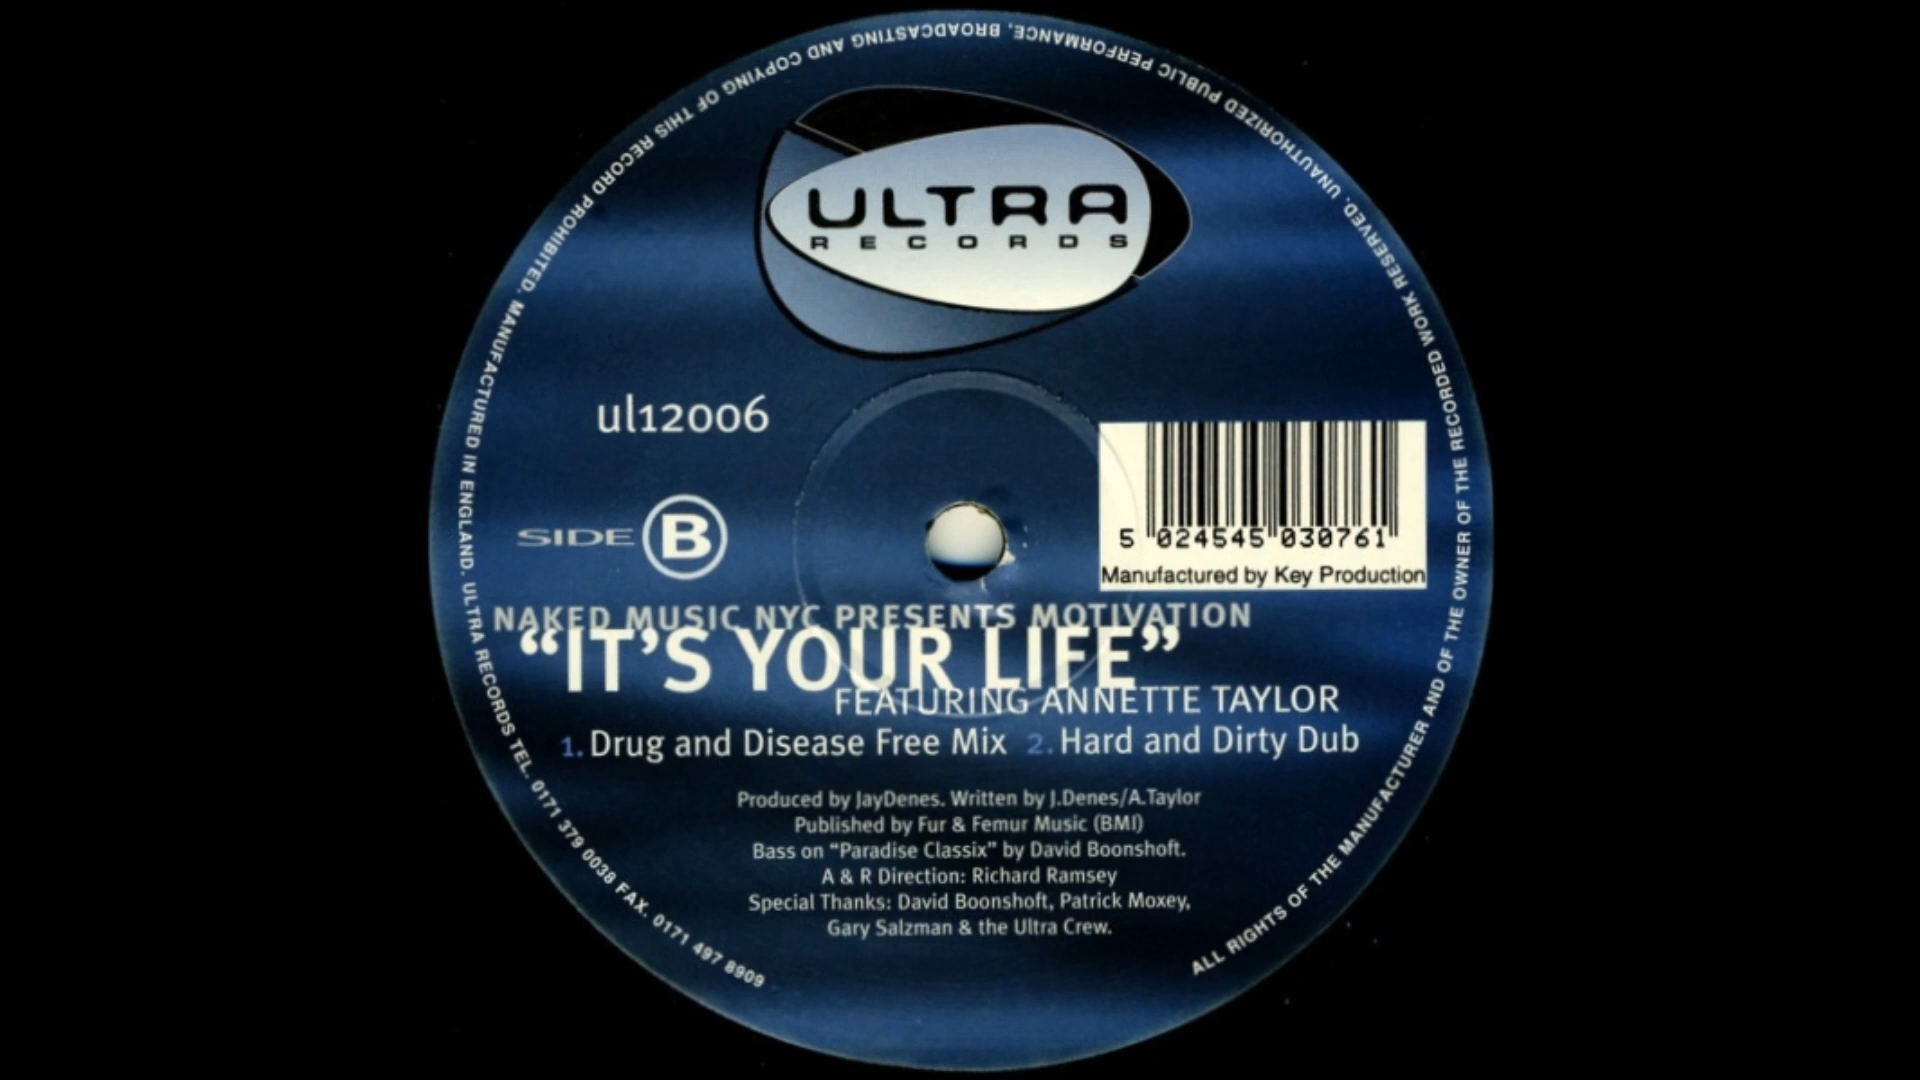 ULTRA
RECORDS
ul12006
SIDE B
5 024545 030761
Manufactured by Key Production
NAKED MUSIC NYC PRESENTS MOTIVATION
“IT’S YOUR LIFE”
FEATURING ANNETTE TAYLOR
1. Drug and Disease Free Mix 2. Hard and Dirty Dub
Produced by JayDenes. Written by J.Denes/A.Taylor
Published by Fur & Femur Music (BMI)
Bass on “Paradise Classix” by David Boonshoft.
A & R Direction: Richard Ramsey
Special Thanks: David Boonshoft, Patrick Moxey,
Gary Salzman & the Ultra Crew.
ALL RIGHTS OF THE MANUFACTURER AND OF THE OWNER OF THE RECORDED WORK RESERVED. UNAUTHORIZED PUBLIC PERFORMANCE, BROADCASTING AND COPYING OF THIS RECORD PROHIBITED. MANUFACTURED IN ENGLAND. ULTRA RECORDS TEL. 0171 379 0038 FAX. 0171 497 8909